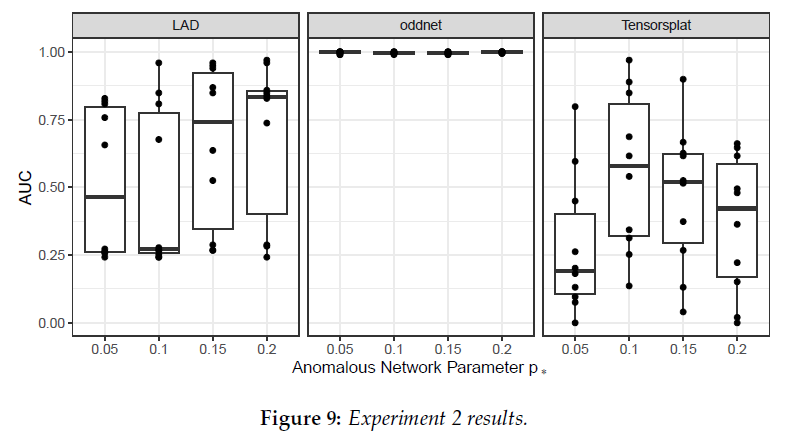 LAD oddnet Tensorsplat
1.00
0.75
0.50
0.25
0.00
AUC
0.05 0.1 0.15 0.2 0.05 0.1 0.15 0.2 0.05 0.1 0.15 0.2
Anomalous Network Parameter p*
Figure 9: Experiment 2 results.